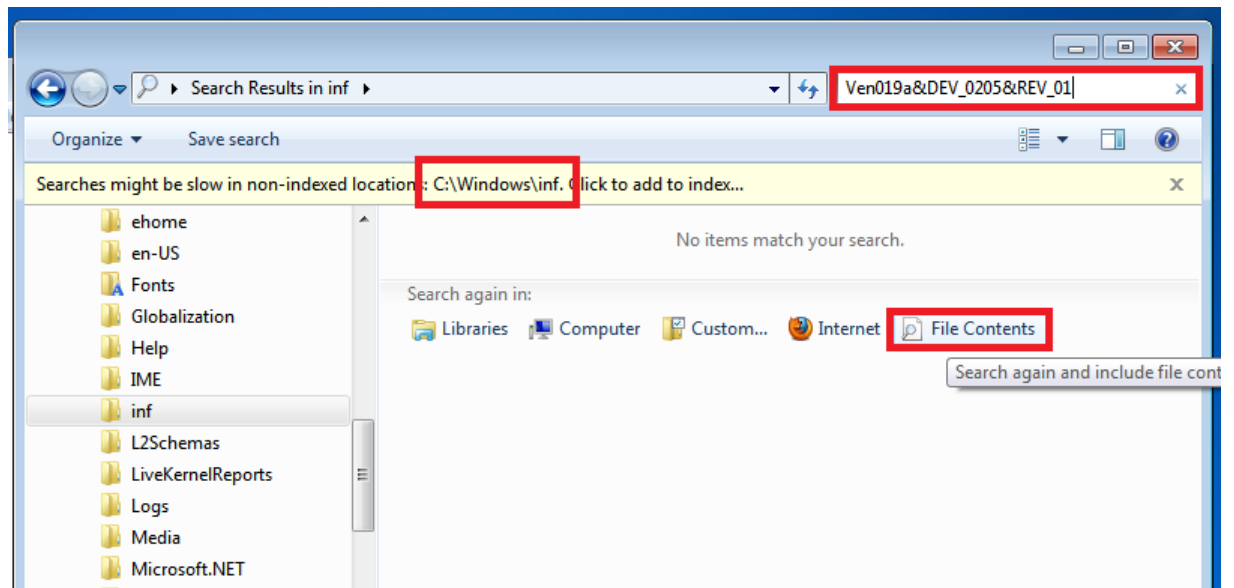 Search Results in inf
Ven019a&DEV_0205&REV_01
Organize
Save search
Searches might be slow in non-indexed locations: C:\Windows\inf. Click to add to index...
ehome
en-US
Fonts
Globalization
Help
IME
inf
L2Schemas
LiveKernelReports
Logs
Media
Microsoft.NET
No items match your search.
Search again in:
Libraries Computer Custom... Internet File Contents
Search again and include file cont